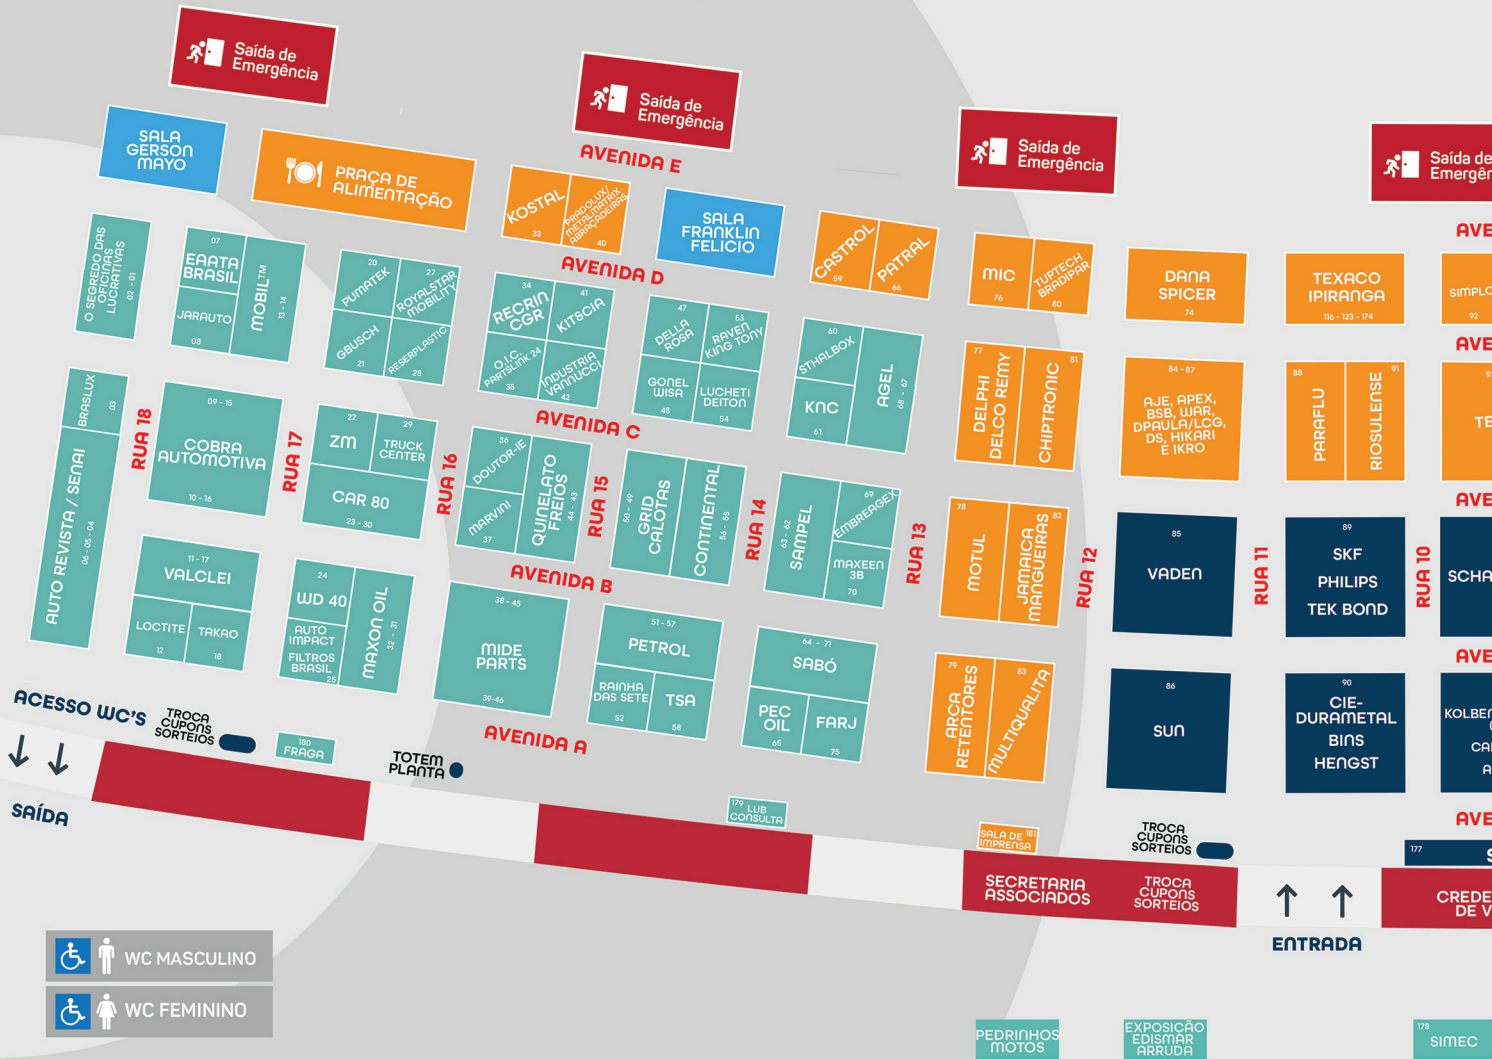 Saída de
Emergência
Saída de
Emergência
Saída de
Emergência
Saída de
SALA
GERSON
MAYO
PRAÇA DE
ALIMENTAÇÃO
AVENIDA E
KOSTAL
33
PRADOLUX/
METALMATRIX
ABRAÇADEIRAS
40
SALA
FRANKLIN
FELICIO
CASTROL
59
PATRAL
66
MIC
76
TUPTECH
BRADIPAR
80
DANA
SPICER
74
TEXACO
IPIRANGA
116 - 123 - 174
92
AVENIDA D
O SEGREDO DAS
OFICINAS
LUCRATIVAS
02 - 01
07
EAATA
BRASIL
JARAUTO
08
MOBIL™
13 - 14
20
PUMATEK
27
ROYALSTAR
MOBILITY
GBUSCH
21
RESERPLASTIC
28
34
RECRIN
CGR
41
KITSCIA
O.I.C.
PARTSLINK 24
35
INDUSTRIA
VANNUCCI
42
47
DELLA
ROSA
53
RAVEN
KING TONY
GONEL
WISA
48
LUCHETI
DEITON
54
60
STHALBOX
KNC
61
AGEL
68 - 67
77
DELPHI
DELCO REMY
81
CHIPTRONIC
84 - 87
AJE, APEX,
BSB, WAR,
DPAULA/LCG,
DS, HIKARI
E IKRO
88
PARAFLU
91
RIOSULENSE
AVENIDA C
BRASLUX
03
AUTO REVISTA / SENAI
06 - 05 - 04
RUA 18
09 - 15
COBRA
AUTOMOTIVA
10 - 16
RUA 17
22
ZM
29
TRUCK
CENTER
CAR 80
23 - 30
RUA 16
36
DOUTOR-IE
MARVINI
37
QUINELATO
FREIOS
44 - 43
RUA 15
50 - 49
GRID
CALOTAS
CONTINENTAL
56 - 55
RUA 14
63 - 62
SAMPEL
69
EMBREAGEX
MAXEEN
3B
70
RUA 13
78
MOTUL
82
JAMAICA
MANGUEIRAS
RUA 12
85
VADEN
RUA 11
89
SKF
PHILIPS
TEK BOND
RUA 10
AVENIDA B
11 - 17
VALCLEI
LOCTITE
12
TAKAO
18
24
WD 40
AUTO
IMPACT
FILTROS
BRASIL
25
MAXON OIL
32 - 31
38 - 45
MIDE
PARTS
39-46
51 - 57
PETROL
RAINHA
DAS SETE
52
TSA
58
64 - 71
SABÓ
PEC
OIL
65
FARJ
75
79
ARCA
RETENTORES
83
MULTIQUALITA
86
SUN
90
CIE-
DURAMETAL
BINS
HENGST
AVENIDA A
ACESSO WC'S
TROCA
CUPONS
SORTEIOS
180
FRAGA
TOTEM
PLANTA
SAÍDA
179 LUB
CONSULTA
SALA DE 181
IMPRENSA
TROCA
CUPONS
SORTEIOS
177
SECRETARIA
ASSOCIADOS
TROCA
CUPONS
SORTEIOS
ENTRADA
WC MASCULINO
WC FEMININO
PEDRINHOS
MOTOS
EXPOSIÇÃO
EDISMAR
ARRUDA
178
SIMEC